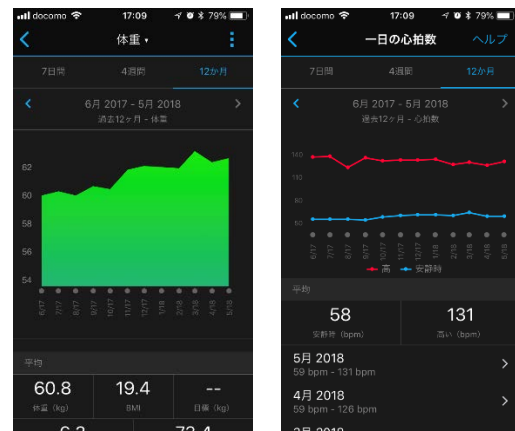 docomo 17:09 79%
体重
7日間 4週間 12か月
6月 2017 - 5月 2018
過去12ヶ月 - 体重
62
60
58
56
54
6/17 7/17 8/17 9/17 10/17 11/17 12/17 1/18 2/18 3/18 4/18 5/18
平均
60.8 19.4 --
体重 (kg) BMI 目標 (kg)
docomo 17:09 79%
一日の心拍数 ヘルプ
7日間 4週間 12か月
6月 2017 - 5月 2018
過去12ヶ月 - 心拍数
140
110
80
60
6/17 7/17 8/17 9/17 10/17 11/17 12/17 1/18 2/18 3/18 4/18 5/18
高 安静時
平均
58 131
安静時 (bpm) 高い (bpm)
5月 2018
59 bpm - 131 bpm
4月 2018
59 bpm - 126 bpm